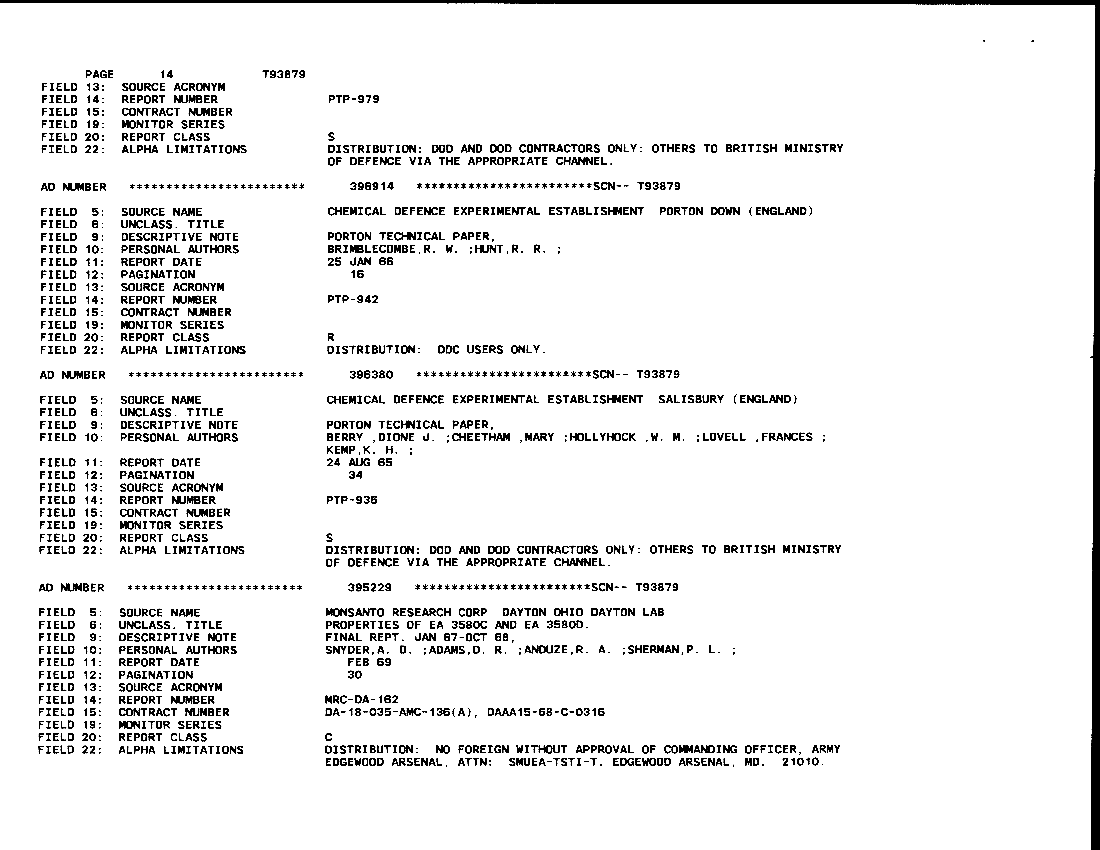 PAGE 14 T93879
FIELD 13: SOURCE ACRONYM
FIELD 14: REPORT NUMBER PTP-979
FIELD 15: CONTRACT NUMBER
FIELD 19: MONITOR SERIES
FIELD 20: REPORT CLASS S
FIELD 22: ALPHA LIMITATIONS DISTRIBUTION: DOD AND DOD CONTRACTORS ONLY: OTHERS TO BRITISH MINISTRY
OF DEFENCE VIA THE APPROPRIATE CHANNEL.
AD NUMBER ************************ 396914 ************************SCN-- T93879
FIELD 5: SOURCE NAME CHEMICAL DEFENCE EXPERIMENTAL ESTABLISHMENT PORTON DOWN (ENGLAND)
FIELD 6: UNCLASS. TITLE
FIELD 9: DESCRIPTIVE NOTE PORTON TECHNICAL PAPER,
FIELD 10: PERSONAL AUTHORS BRIMBLECOMBE,R. W. ;HUNT,R. R. ;
FIELD 11: REPORT DATE 25 JAN 66
FIELD 12: PAGINATION 16
FIELD 13: SOURCE ACRONYM
FIELD 14: REPORT NUMBER PTP-942
FIELD 15: CONTRACT NUMBER
FIELD 19: MONITOR SERIES
FIELD 20: REPORT CLASS R
FIELD 22: ALPHA LIMITATIONS DISTRIBUTION: DDC USERS ONLY.
AD NUMBER ************************ 396380 ************************SCN-- T93879
FIELD 5: SOURCE NAME CHEMICAL DEFENCE EXPERIMENTAL ESTABLISHMENT SALISBURY (ENGLAND)
FIELD 6: UNCLASS. TITLE
FIELD 9: DESCRIPTIVE NOTE PORTON TECHNICAL PAPER,
FIELD 10: PERSONAL AUTHORS BERRY ,DIONE J. ;CHEETHAM ,MARY ;HOLLYHOCK ,W. M. ;LOVELL ,FRANCES ;
KEMP,K. H. ;
FIELD 11: REPORT DATE 24 AUG 65
FIELD 12: PAGINATION 34
FIELD 13: SOURCE ACRONYM
FIELD 14: REPORT NUMBER PTP-936
FIELD 15: CONTRACT NUMBER
FIELD 19: MONITOR SERIES
FIELD 20: REPORT CLASS S
FIELD 22: ALPHA LIMITATIONS DISTRIBUTION: DOD AND DOD CONTRACTORS ONLY: OTHERS TO BRITISH MINISTRY
OF DEFENCE VIA THE APPROPRIATE CHANNEL.
AD NUMBER ************************ 395229 ************************SCN-- T93879
FIELD 5: SOURCE NAME MONSANTO RESEARCH CORP DAYTON OHIO DAYTON LAB
FIELD 6: UNCLASS. TITLE PROPERTIES OF EA 3580C AND EA 3580D.
FIELD 9: DESCRIPTIVE NOTE FINAL REPT. JAN 67-OCT 68,
FIELD 10: PERSONAL AUTHORS SNYDER,A. D. ;ADAMS,D. R. ;ANDUZE,R. A. ;SHERMAN,P. L. ;
FIELD 11: REPORT DATE FEB 69
FIELD 12: PAGINATION 30
FIELD 13: SOURCE ACRONYM
FIELD 14: REPORT NUMBER MRC-DA-162
FIELD 15: CONTRACT NUMBER DA-18-035-AMC-136(A), DAAA15-68-C-0316
FIELD 19: MONITOR SERIES
FIELD 20: REPORT CLASS C
FIELD 22: ALPHA LIMITATIONS DISTRIBUTION: NO FOREIGN WITHOUT APPROVAL OF COMMANDING OFFICER, ARMY
EDGEWOOD ARSENAL, ATTN: SMUEA-TSTI-T. EDGEWOOD ARSENAL, MD. 21010.